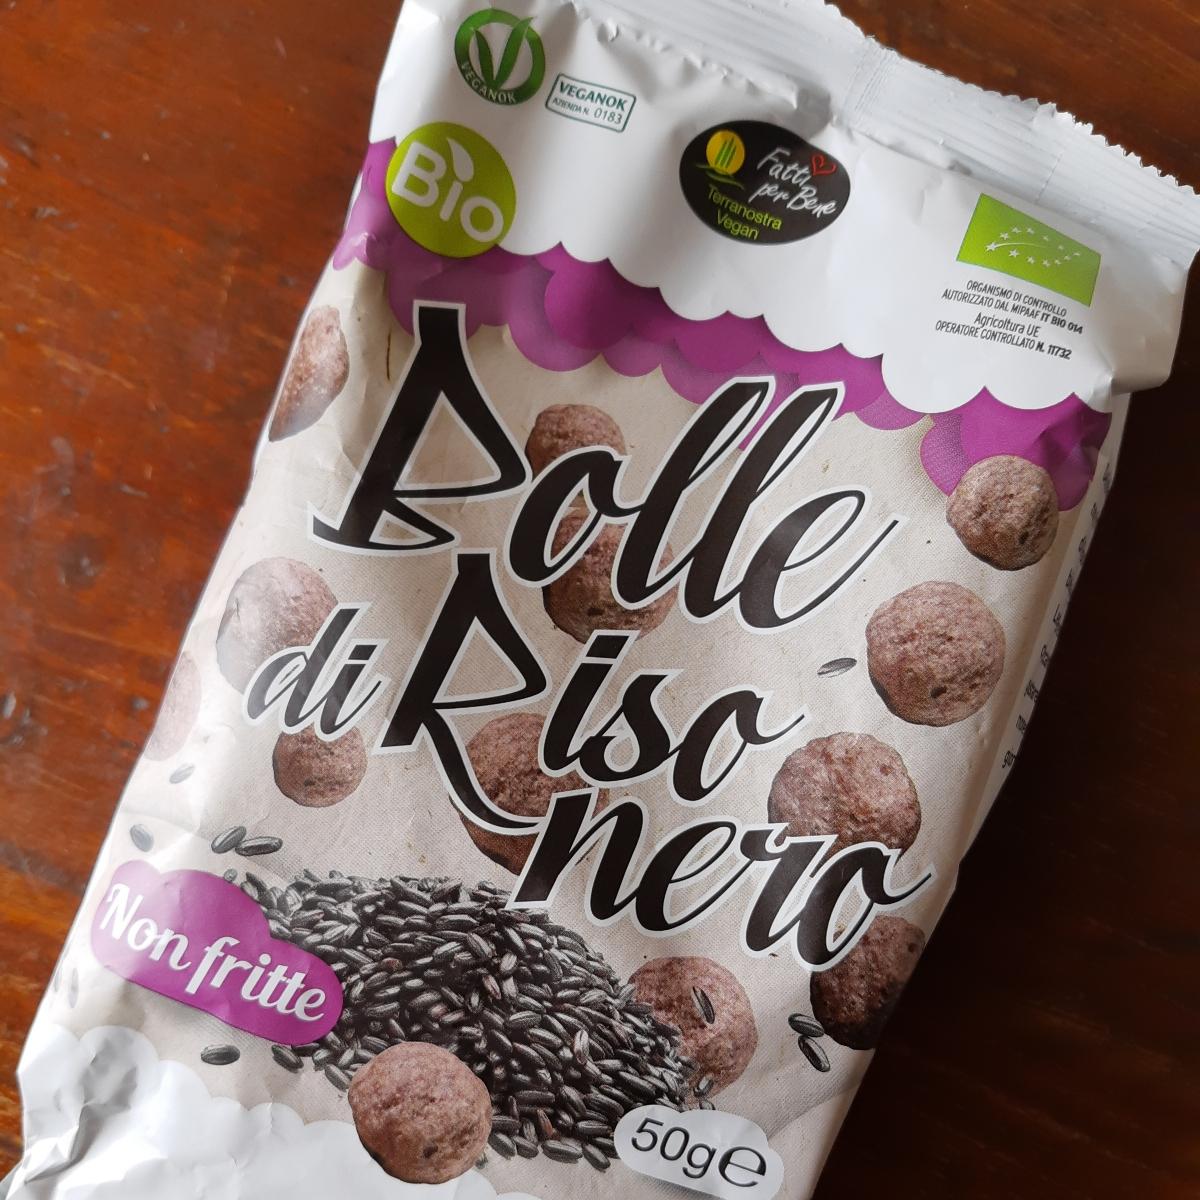 VEGANOK
VEGANOK
AZIENDA N. 0183
Bio
Fatti
per Bene
Terranostra
Vegan
ORGANISMO DI CONTROLLO
AUTORIZZATO DAL MIPAAF IT BIO 014
Agricoltura UE
OPERATORE CONTROLLATO N. 11732
Bolle
di Riso
nero
Non fritte
50g℮